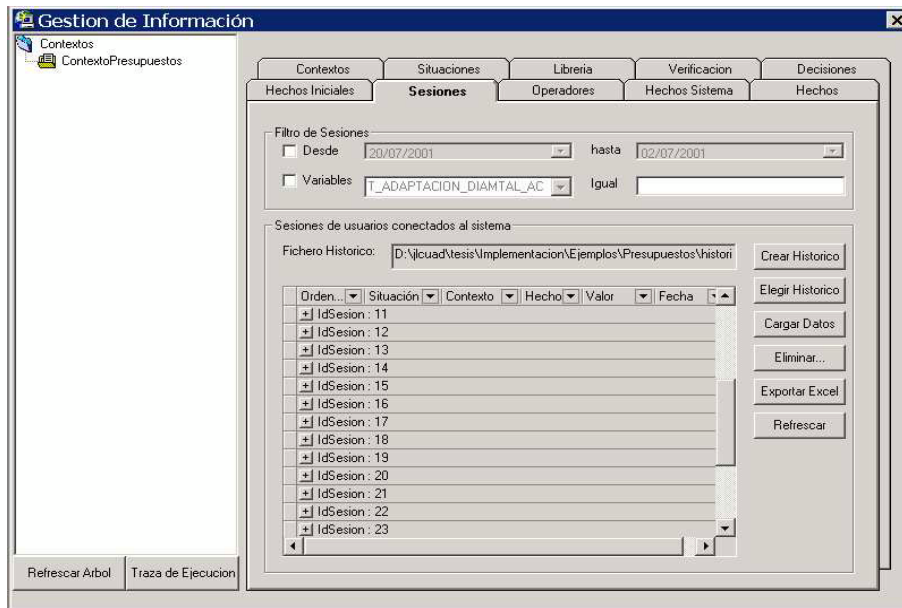 Gestion de Información
Contextos
ContextoPresupuestos
Contextos Situaciones Libreria Verificacion Decisiones
Hechos Iniciales Sesiones Operadores Hechos Sistema Hechos
Filtro de Sesiones
Desde 20/07/2001 hasta 02/07/2001
Variables T_ADAPTACION_DIAMTAL_AC Igual
Sesiones de usuarios conectados al sistema
Fichero Historico: D:\jlcuad\tesis\Implementacion\Ejemplos\Presupuestos\histori
Crear Historico
Elegir Historico
Cargar Datos
Eliminar...
Exportar Excel
Refrescar
Orden... Situación Contexto Hecho Valor Fecha
IdSesion : 11
IdSesion : 12
IdSesion : 13
IdSesion : 14
IdSesion : 15
IdSesion : 16
IdSesion : 17
IdSesion : 18
IdSesion : 19
IdSesion : 20
IdSesion : 21
IdSesion : 22
IdSesion : 23
Refrescar Arbol Traza de Ejecucion